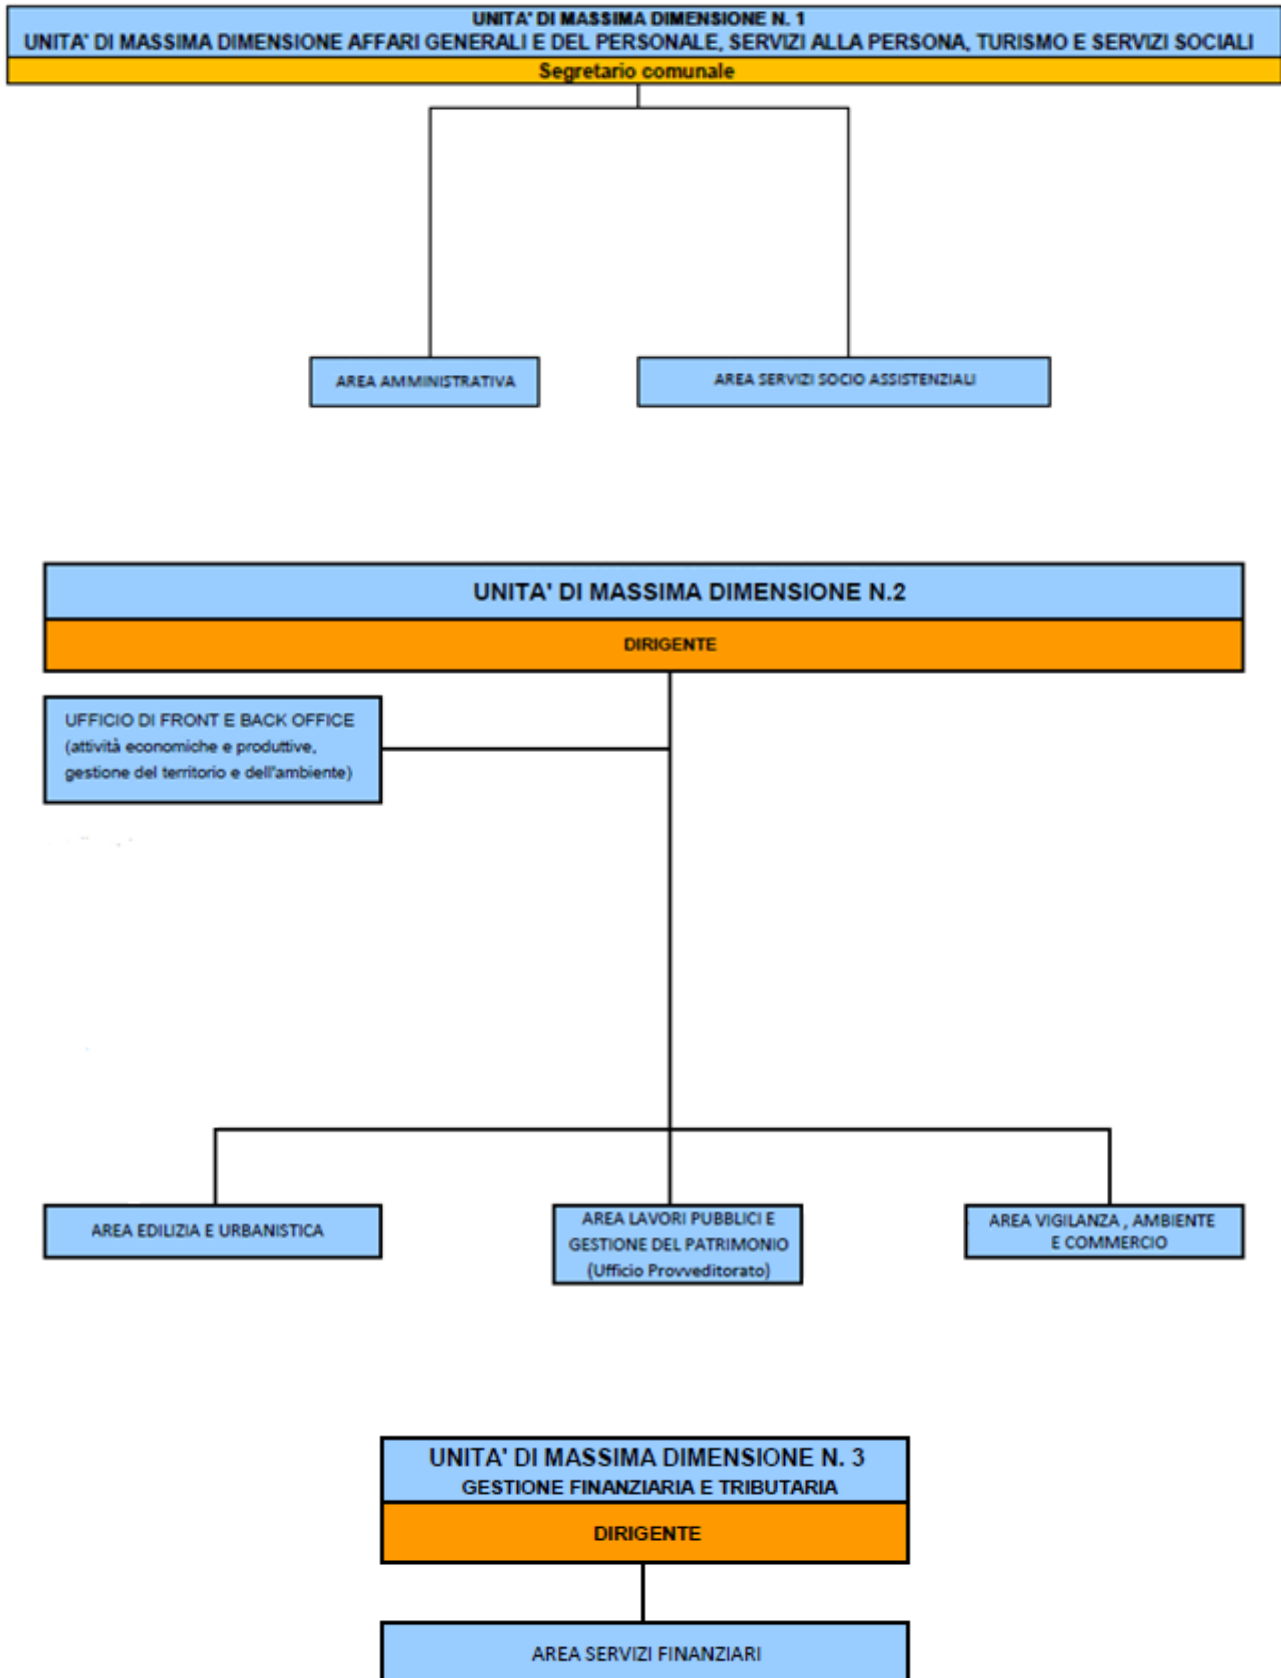 UNITA' DI MASSIMA DIMENSIONE N. 1
UNITA' DI MASSIMA DIMENSIONE AFFARI GENERALI E DEL PERSONALE, SERVIZI ALLA PERSONA, TURISMO E SERVIZI SOCIALI
Segretario comunale
AREA AMMINISTRATIVA
AREA SERVIZI SOCIO ASSISTENZIALI
UNITA' DI MASSIMA DIMENSIONE N.2
DIRIGENTE
UFFICIO DI FRONT E BACK OFFICE
(attività economiche e produttive,
gestione del territorio e dell'ambiente)
AREA EDILIZIA E URBANISTICA
AREA LAVORI PUBBLICI E
GESTIONE DEL PATRIMONIO
(Ufficio Provveditorato)
AREA VIGILANZA , AMBIENTE
E COMMERCIO
UNITA' DI MASSIMA DIMENSIONE N. 3
GESTIONE FINANZIARIA E TRIBUTARIA
DIRIGENTE
AREA SERVIZI FINANZIARI